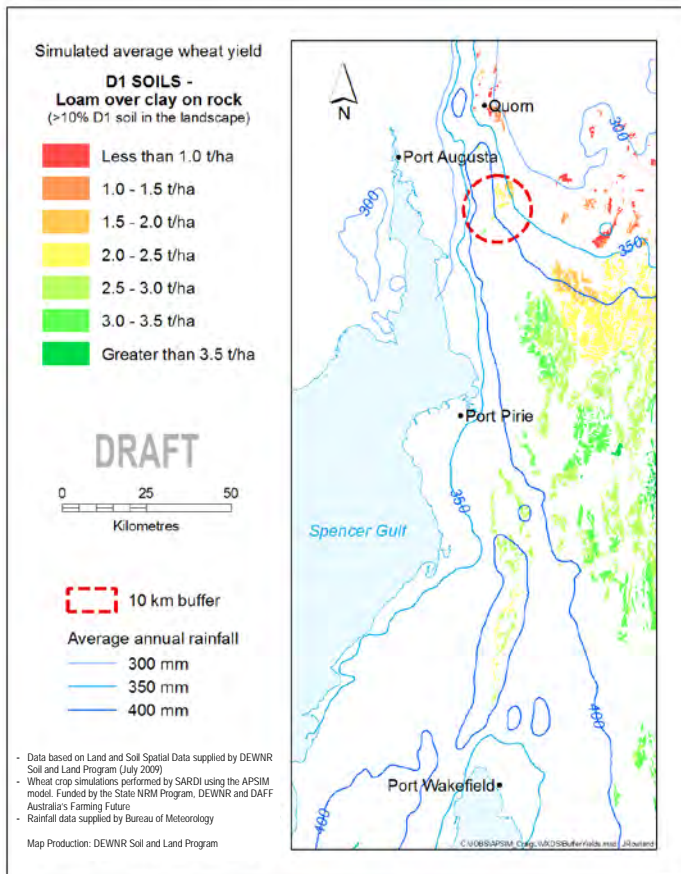 Simulated average wheat yield
D1 SOILS -
Loam over clay on rock
(>10% D1 soil in the landscape)
Less than 1.0 t/ha
1.0 - 1.5 t/ha
1.5 - 2.0 t/ha
2.0 - 2.5 t/ha
2.5 - 3.0 t/ha
3.0 - 3.5 t/ha
Greater than 3.5 t/ha
DRAFT
0 25 50
Kilometres
10 km buffer
Average annual rainfall
300 mm
350 mm
400 mm
- Data based on Land and Soil Spatial Data supplied by DEWNR
Soil and Land Program (July 2009)
- Wheat crop simulations performed by SARDI using the APSIM
model. Funded by the State NRM Program, DEWNR and DAFF
Australia's Farming Future
- Rainfall data supplied by Bureau of Meteorology
Map Production: DEWNR Soil and Land Program
N
Quorn
300
Port Augusta
300
350
Port Pirie
350
Spencer Gulf
400
Port Wakefield
400